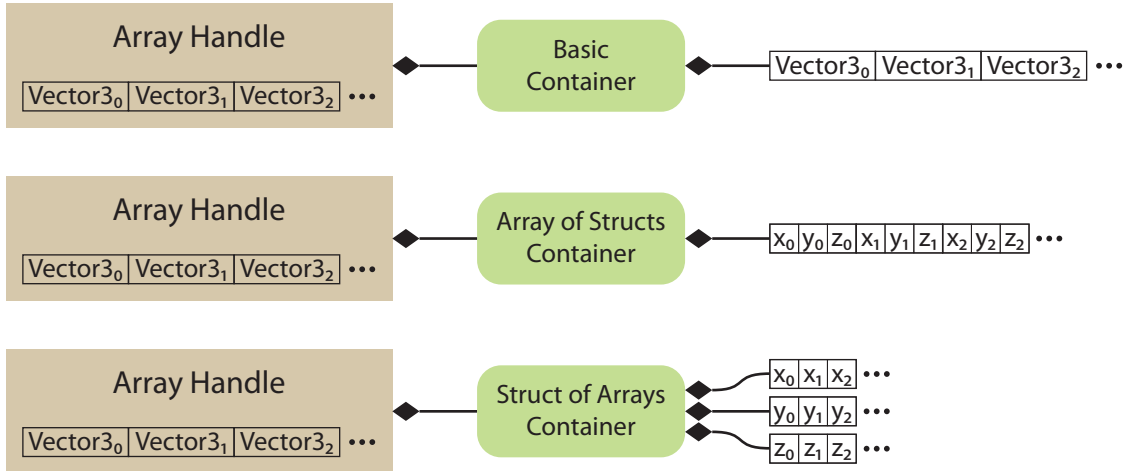 Array Handle
Vector3₀ Vector3₁ Vector3₂ •••
Basic
Container
Vector3₀ Vector3₁ Vector3₂ •••
Array Handle
Vector3₀ Vector3₁ Vector3₂ •••
Array of Structs
Container
x₀ y₀ z₀ x₁ y₁ z₁ x₂ y₂ z₂ •••
Array Handle
Vector3₀ Vector3₁ Vector3₂ •••
Struct of Arrays
Container
x₀ x₁ x₂ •••
y₀ y₁ y₂ •••
z₀ z₁ z₂ •••